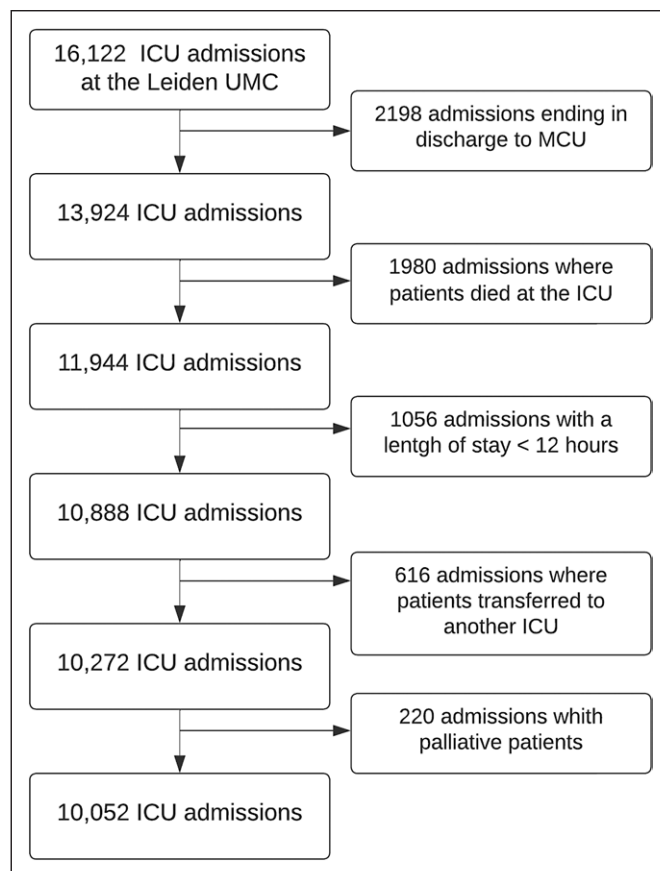 16,122 ICU admissions
at the Leiden UMC
2198 admissions ending in
discharge to MCU
13,924 ICU admissions
1980 admissions where
patients died at the ICU
11,944 ICU admissions
1056 admissions with a
lentgh of stay < 12 hours
10,888 ICU admissions
616 admissions where
patients transferred to
another ICU
10,272 ICU admissions
220 admissions whith
palliative patients
10,052 ICU admissions